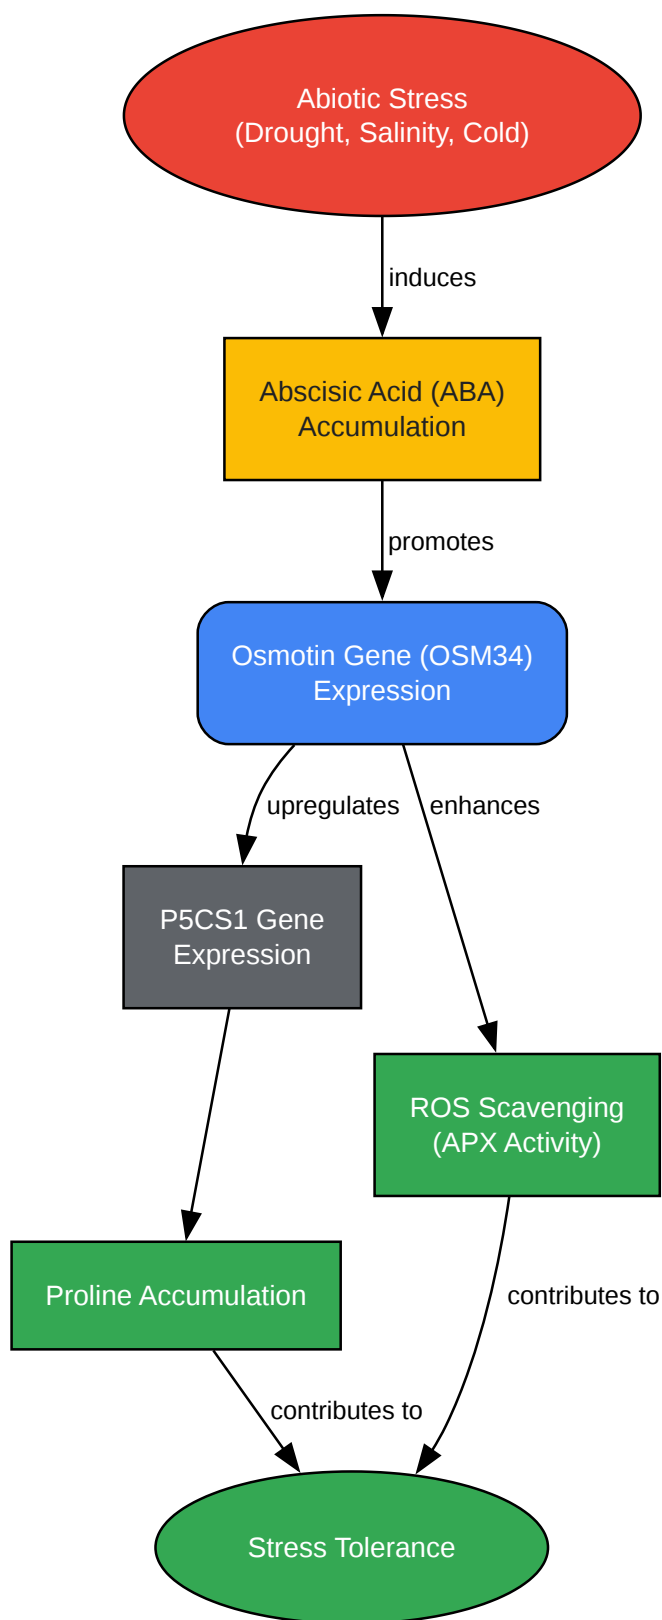 Abiotic Stress
(Drought, Salinity, Cold)
induces
Abscisic Acid (ABA)
Accumulation
promotes
Osmotin Gene (OSM34)
Expression
upregulates
enhances
P5CS1 Gene
Expression
ROS Scavenging
(APX Activity)
Proline Accumulation
contributes to
contributes to
Stress Tolerance